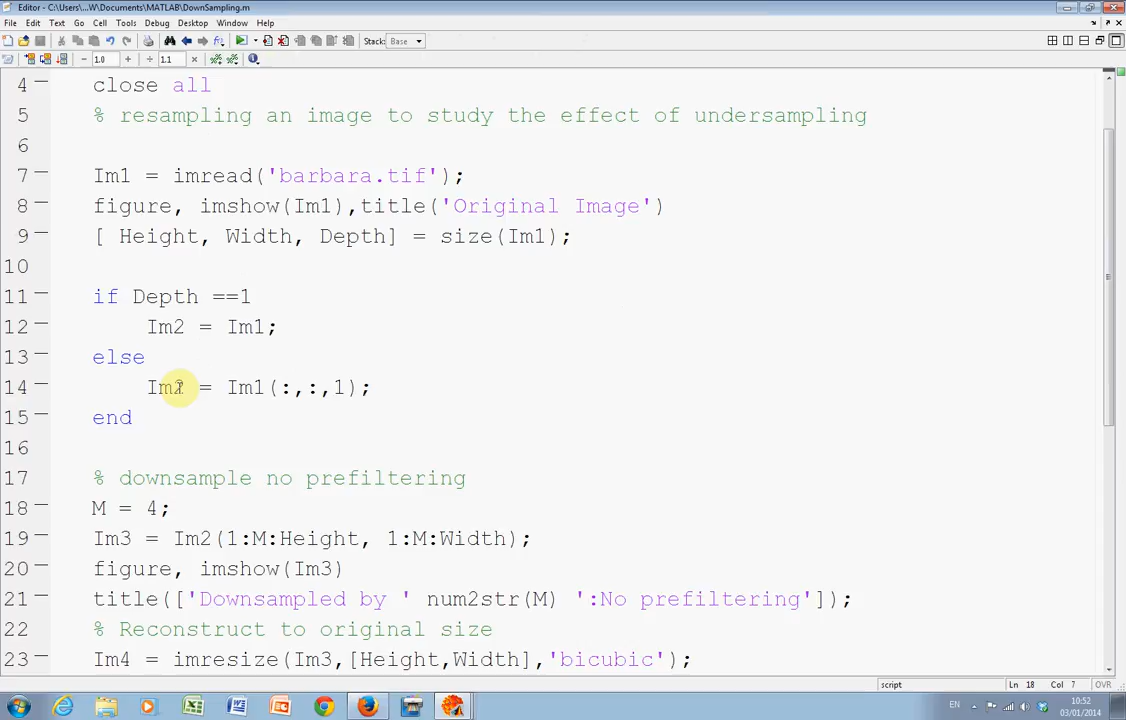 Editor - C:\Users\...W\Documents\MATLAB\DownSampling.m
File Edit Text Go Cell Tools Debug Desktop Window Help
Stack: Base
1.0 1.1
4 close all
5 % resampling an image to study the effect of undersampling
6
7 Im1 = imread('barbara.tif');
8 figure, imshow(Im1),title('Original Image')
9 [ Height, Width, Depth] = size(Im1);
10
11 if Depth ==1
12 Im2 = Im1;
13 else
14 Im2 = Im1(:,:,1);
15 end
16
17 % downsample no prefiltering
18 M = 4;
19 Im3 = Im2(1:M:Height, 1:M:Width);
20 figure, imshow(Im3)
21 title(['Downsampled by ' num2str(M) ':No prefiltering']);
22 % Reconstruct to original size
23 Im4 = imresize(Im3,[Height,Width],'bicubic');
script Ln 18 Col 7 OVR
EN 10:52
03/01/2014